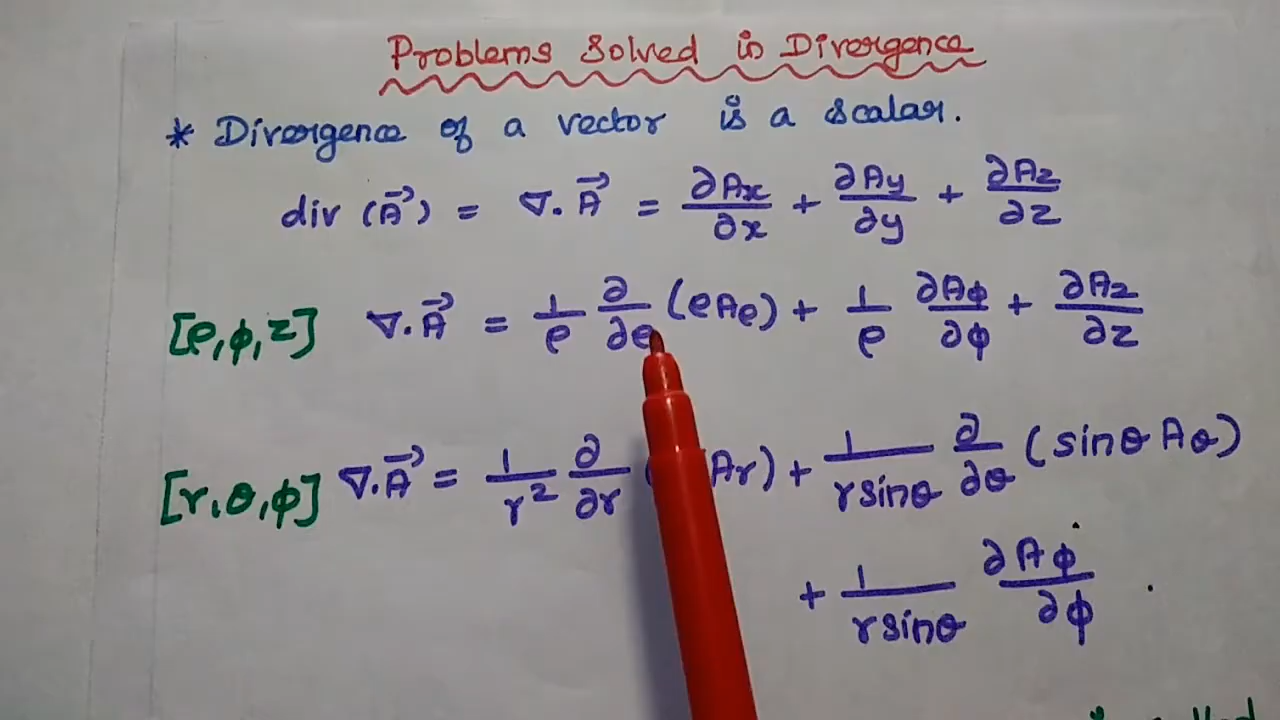 Problems Solved in Divergence
* Divergence of a vector is a scalar.
div (A⃗) = ∇.A⃗ = ∂Ax/∂x + ∂Ay/∂y + ∂Az/∂z
[ρ,ϕ,z] ∇.A⃗ = 1/ρ ∂/∂ρ (ρAρ) + 1/ρ ∂Aϕ/∂ϕ + ∂Az/∂z
[r,θ,ϕ] ∇.A⃗ = 1/r² ∂/∂r ( Ar) + 1/rsinθ ∂/∂θ (sinθ Aθ)
+ 1/rsinθ ∂Aϕ/∂ϕ .